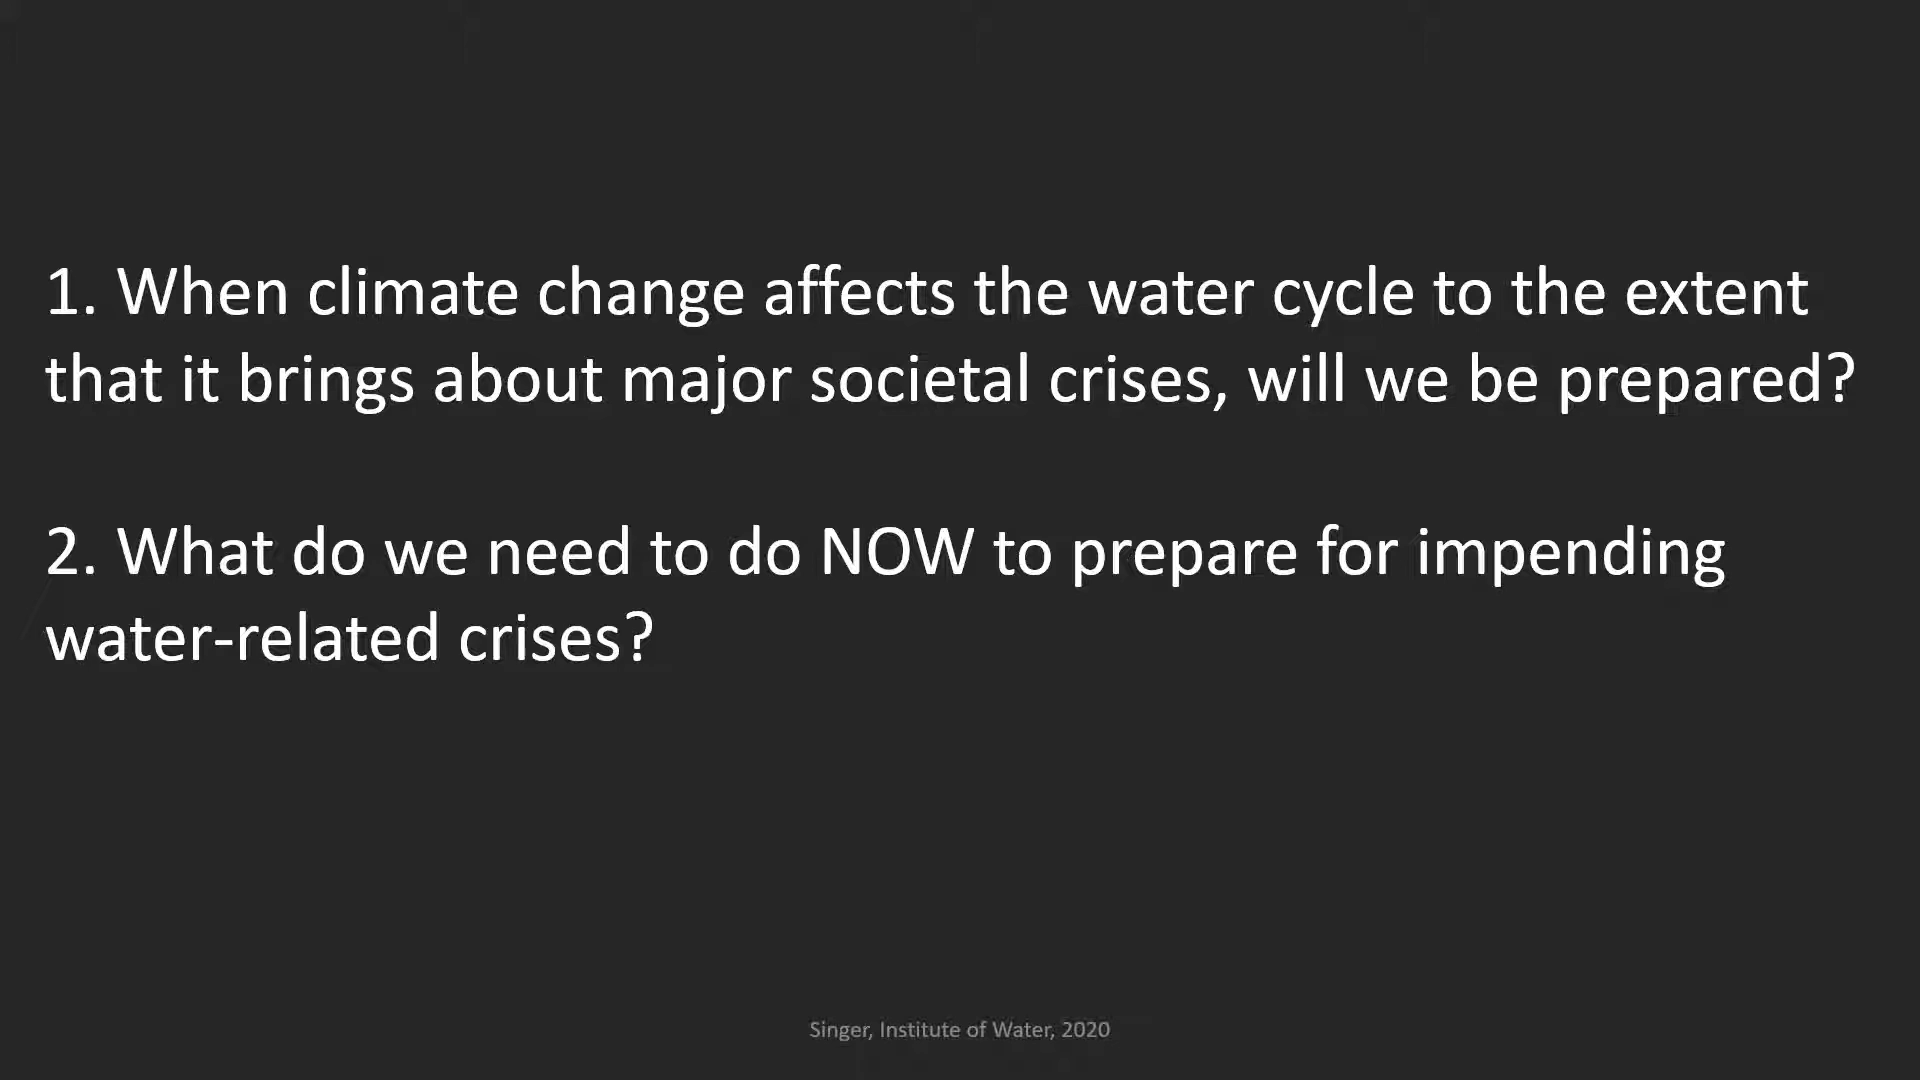 1. When climate change affects the water cycle to the extent
that it brings about major societal crises, will we be prepared?
2. What do we need to do NOW to prepare for impending
water-related crises?
Singer, Institute of Water, 2020